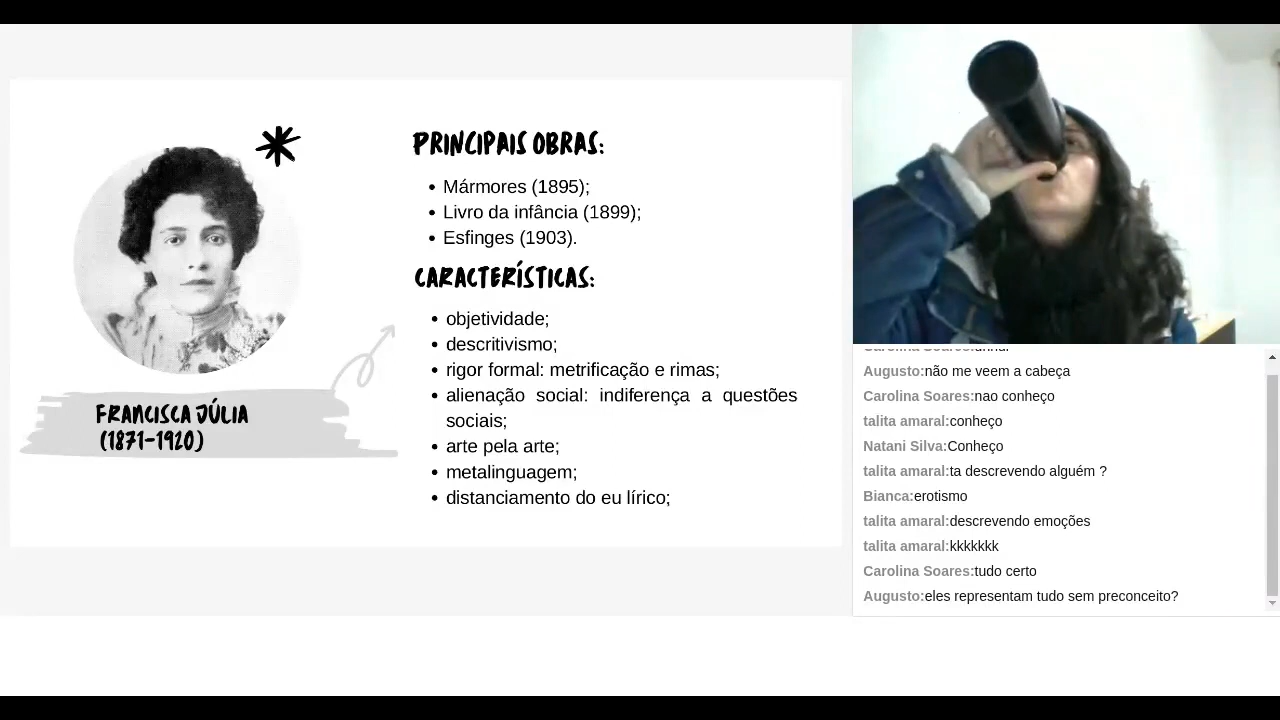 PRINCIPAIS OBRAS:
Mármores (1895);
Livro da infância (1899);
Esfinges (1903).
CARACTERÍSTICAS:
objetividade;
descritivismo;
rigor formal: metrificação e rimas;
alienação social: indiferença a questões
sociais;
arte pela arte;
metalinguagem;
distanciamento do eu lírico;
FRANCISCA JÚLIA
(1871-1920)
Augusto:não me veem a cabeça
Carolina Soares:nao conheço
talita amaral:conheço
Natani Silva:Conheço
talita amaral:ta descrevendo alguém ?
Bianca:erotismo
talita amaral:descrevendo emoções
talita amaral:kkkkkkk
Carolina Soares:tudo certo
Augusto:eles representam tudo sem preconceito?